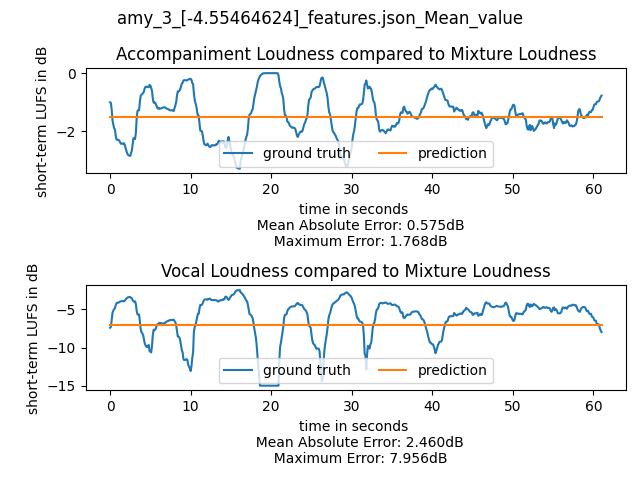 amy_3_[-4.55464624]_features.json_Mean_value
Accompaniment Loudness compared to Mixture Loudness
short-term LUFS in dB
0
−2
ground truth
prediction
0 10 20 30 40 50 60
time in seconds
Mean Absolute Error: 0.575dB
Maximum Error: 1.768dB
Vocal Loudness compared to Mixture Loudness
short-term LUFS in dB
−5
−10
−15
ground truth
prediction
0 10 20 30 40 50 60
time in seconds
Mean Absolute Error: 2.460dB
Maximum Error: 7.956dB